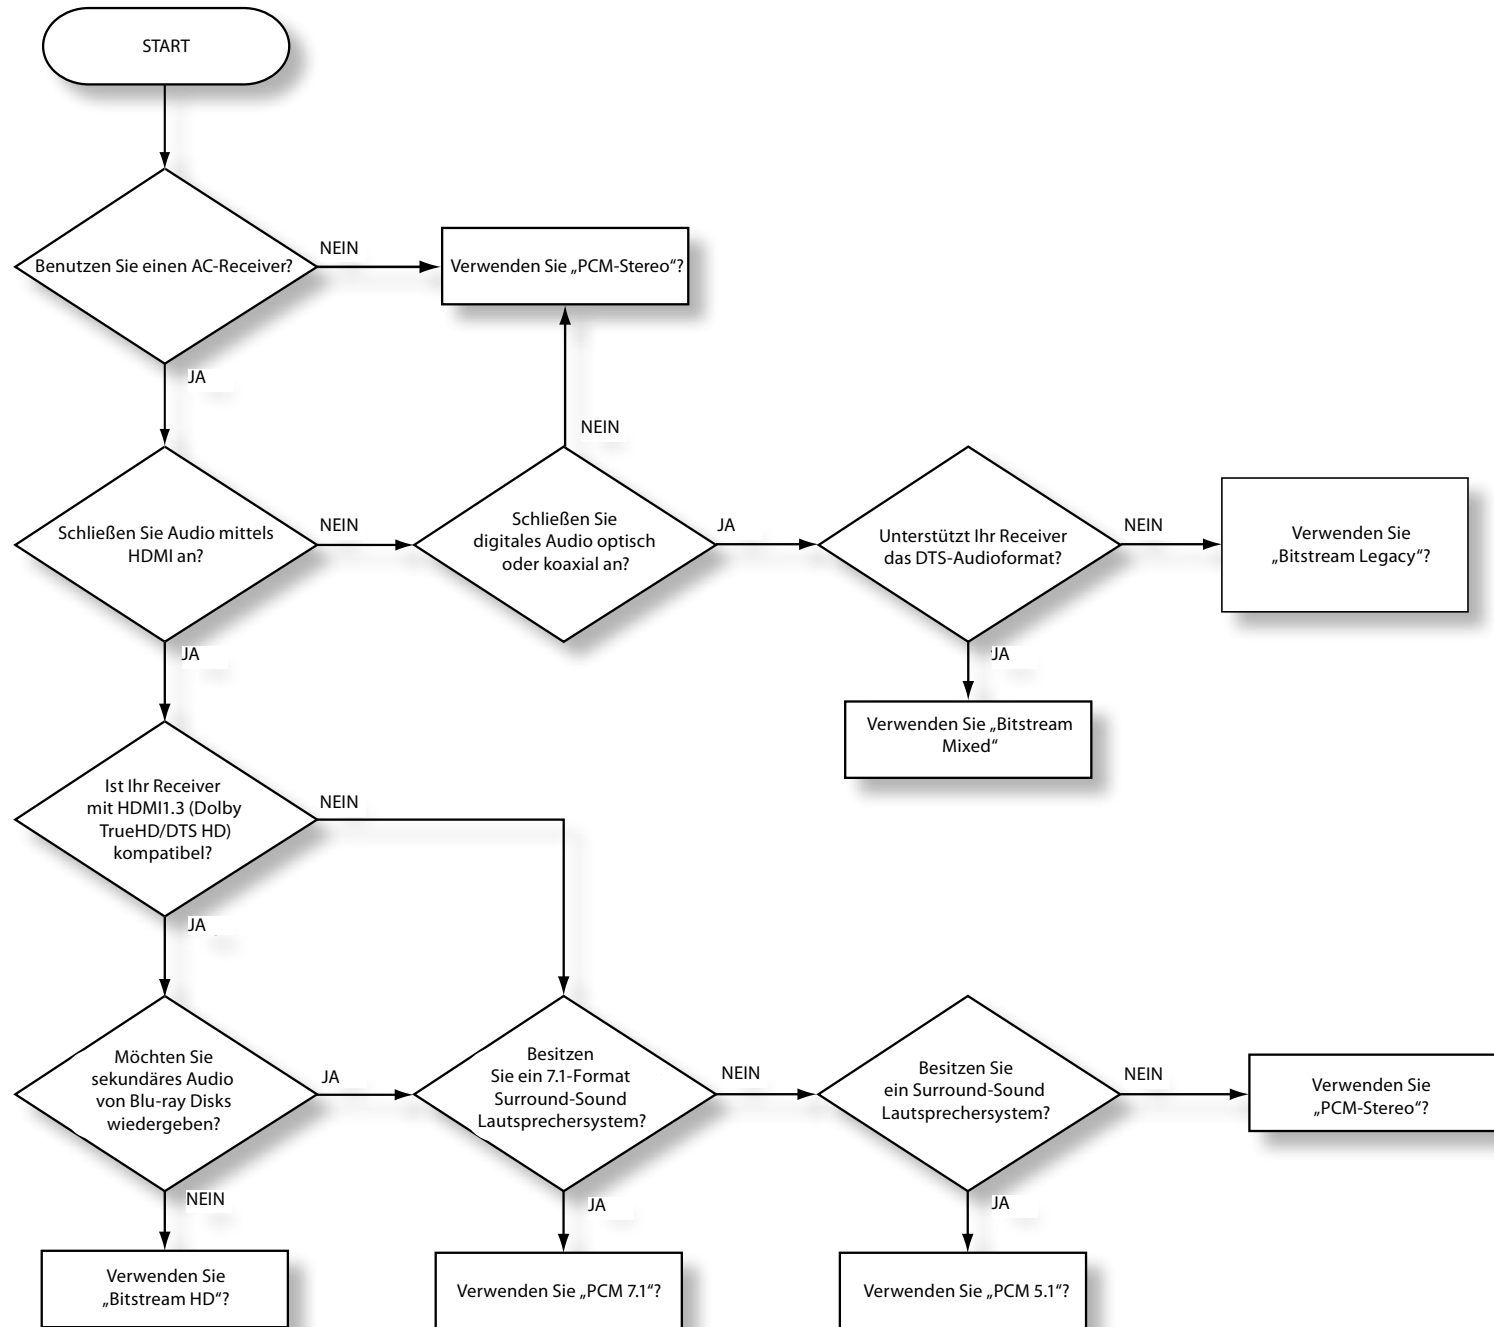 START
Benutzen Sie einen AC-Receiver?
NEIN
Verwenden Sie „PCM-Stereo“?
JA
NEIN
Schließen Sie Audio mittels
HDMI an?
NEIN
Schließen Sie
digitales Audio optisch
oder koaxial an?
JA
Unterstützt Ihr Receiver
das DTS-Audioformat?
NEIN
Verwenden Sie
„Bitstream Legacy“?
JA
JA
Verwenden Sie „Bitstream
Mixed“
Ist Ihr Receiver
mit HDMI1.3 (Dolby
TrueHD/DTS HD)
kompatibel?
NEIN
JA
Möchten Sie
sekundäres Audio
von Blu-ray Disks
wiedergeben?
JA
Besitzen
Sie ein 7.1-Format
Surround-Sound
Lautsprechersystem?
NEIN
Besitzen Sie
ein Surround-Sound
Lautsprechersystem?
NEIN
Verwenden Sie
„PCM-Stereo“?
NEIN
JA
JA
Verwenden Sie
„Bitstream HD“?
Verwenden Sie „PCM 7.1“?
Verwenden Sie „PCM 5.1“?